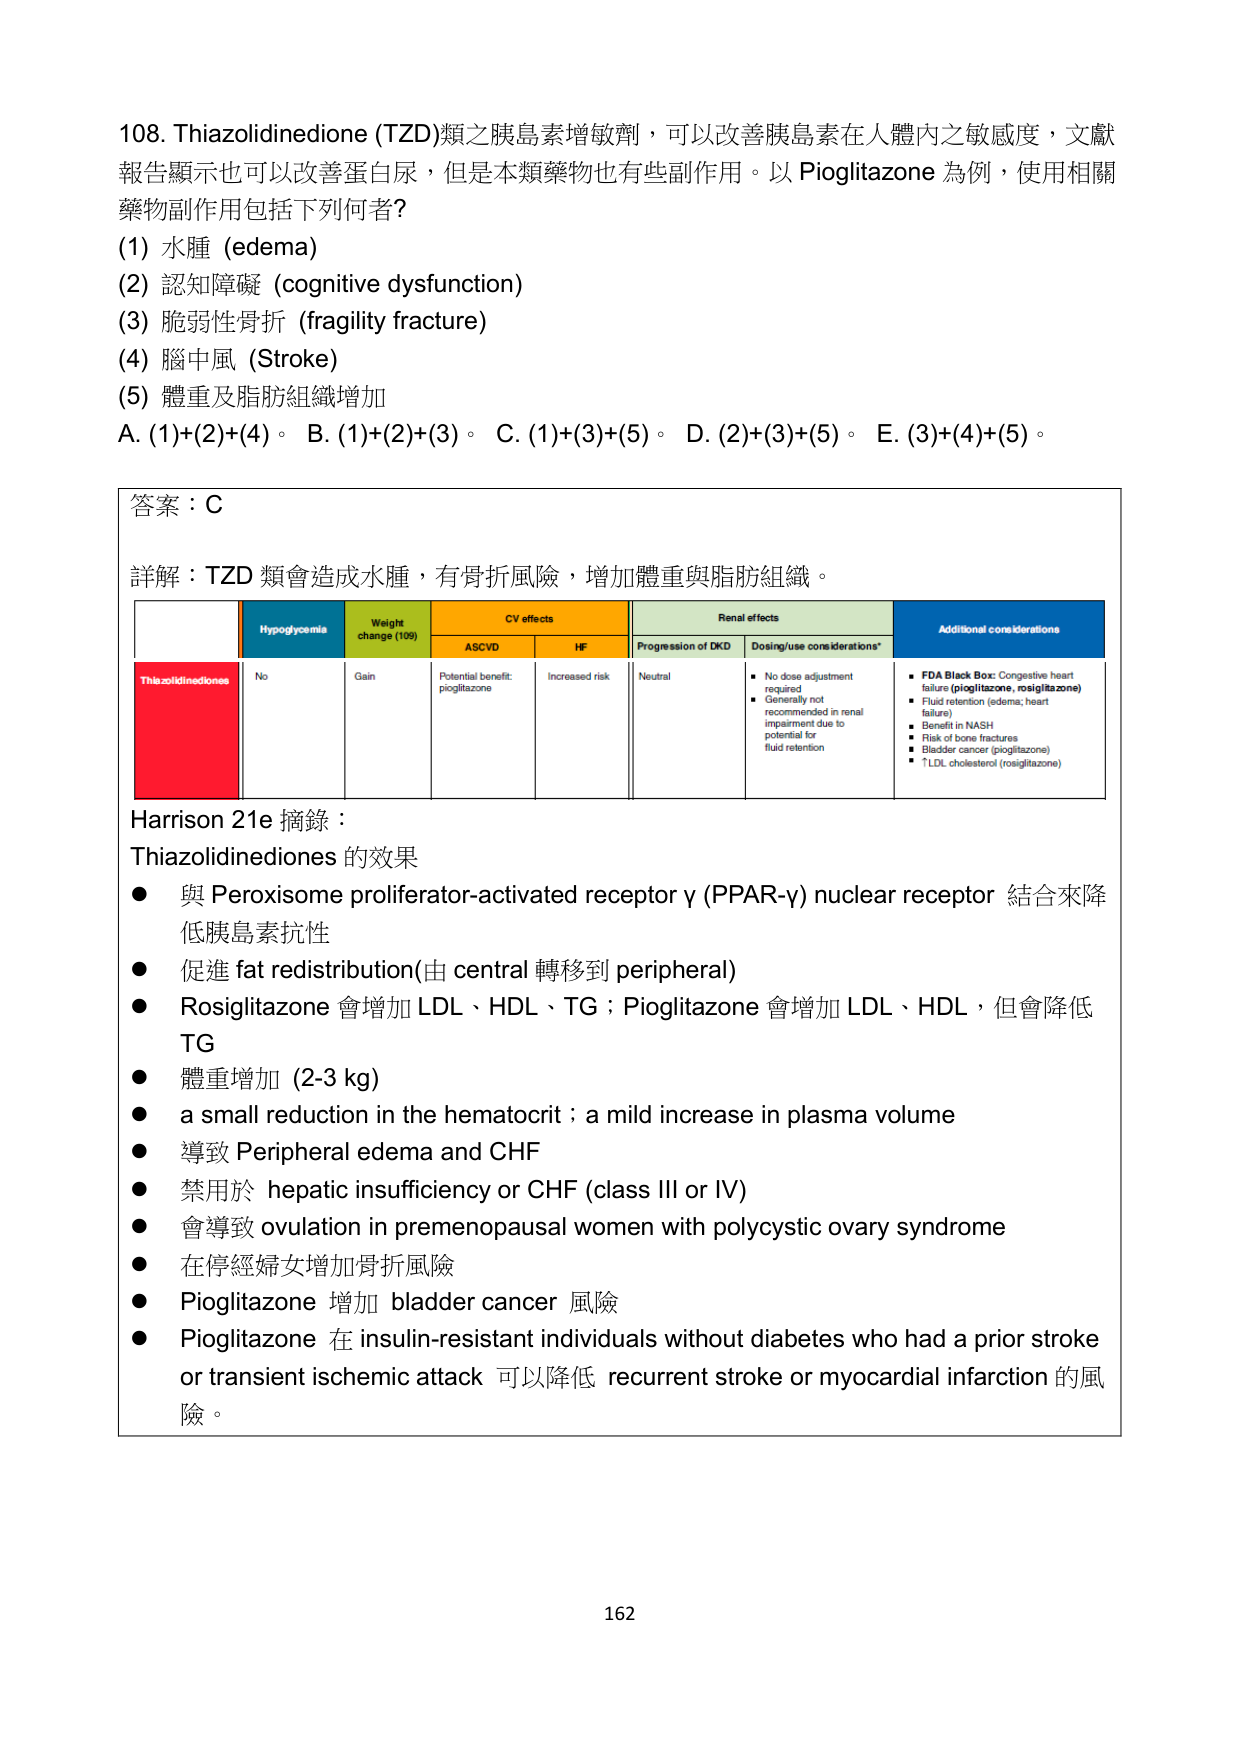 108. Thiazolidinedione (TZD)類之胰島素增敏劑，可以改善胰島素在人體內之敏感度，文獻
報告顯示也可以改善蛋白尿，但是本類藥物也有些副作用。以 Pioglitazone 為例，使用相關
藥物副作用包括下列何者?
(1) 水腫 (edema)
(2) 認知障礙 (cognitive dysfunction)
(3) 脆弱性骨折 (fragility fracture)
(4) 腦中風 (Stroke)
(5) 體重及脂肪組織增加
A. (1)+(2)+(4)。 B. (1)+(2)+(3)。 C. (1)+(3)+(5)。 D. (2)+(3)+(5)。 E. (3)+(4)+(5)。
答案：C
詳解：TZD 類會造成水腫，有骨折風險，增加體重與脂肪組織。
Hypoglycemia
Weight
change (109)
CV effects
ASCVD
HF
Renal effects
Progression of DKD
Dosing/use considerations*
Additional considerations
Thiazolidinediones
No
Gain
Potential benefit:
pioglitazone
Increased risk
Neutral
▪ No dose adjustment
required
▪ Generally not
recommended in renal
impairment due to
potential for
fluid retention
▪ FDA Black Box: Congestive heart
failure (pioglitazone, rosiglitazone)
▪ Fluid retention (edema; heart
failure)
▪ Benefit in NASH
▪ Risk of bone fractures
▪ Bladder cancer (pioglitazone)
▪ ↑LDL cholesterol (rosiglitazone)
Harrison 21e 摘錄：
Thiazolidinediones 的效果
● 與 Peroxisome proliferator-activated receptor γ (PPAR-γ) nuclear receptor 結合來降
低胰島素抗性
● 促進 fat redistribution(由 central 轉移到 peripheral)
● Rosiglitazone 會增加 LDL、HDL、TG；Pioglitazone 會增加 LDL、HDL，但會降低
TG
● 體重增加 (2-3 kg)
● a small reduction in the hematocrit；a mild increase in plasma volume
● 導致 Peripheral edema and CHF
● 禁用於 hepatic insufficiency or CHF (class III or IV)
● 會導致 ovulation in premenopausal women with polycystic ovary syndrome
● 在停經婦女增加骨折風險
● Pioglitazone 增加 bladder cancer 風險
● Pioglitazone 在 insulin-resistant individuals without diabetes who had a prior stroke
or transient ischemic attack 可以降低 recurrent stroke or myocardial infarction 的風
險。
162